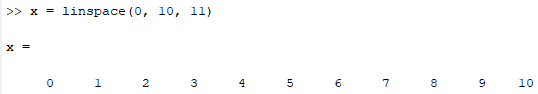 >> x = linspace(0, 10, 11)
x =
0 1 2 3 4 5 6 7 8 9 10